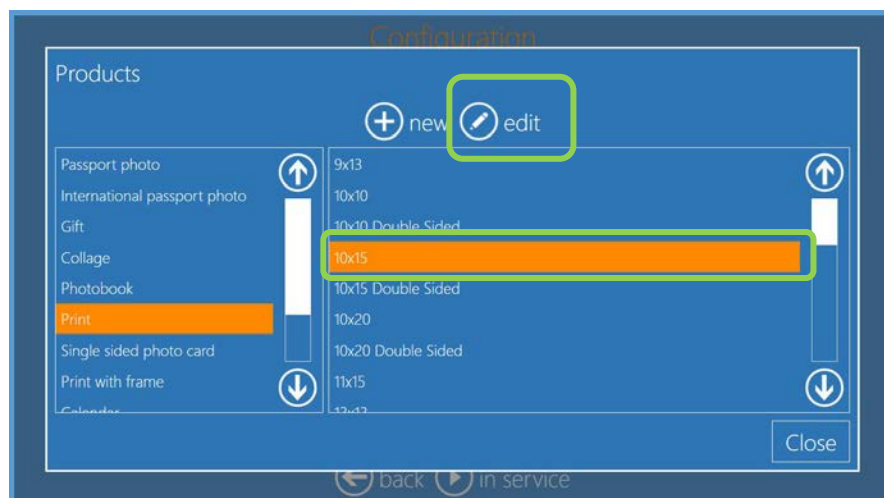 Configuration
Products
new edit
Passport photo
International passport photo
Gift
Collage
Photobook
Print
Single sided photo card
Print with frame
Calendar
9x13
10x10
10x10 Double Sided
10x15
10x15 Double Sided
10x20
10x20 Double Sided
11x15
Close
back in service